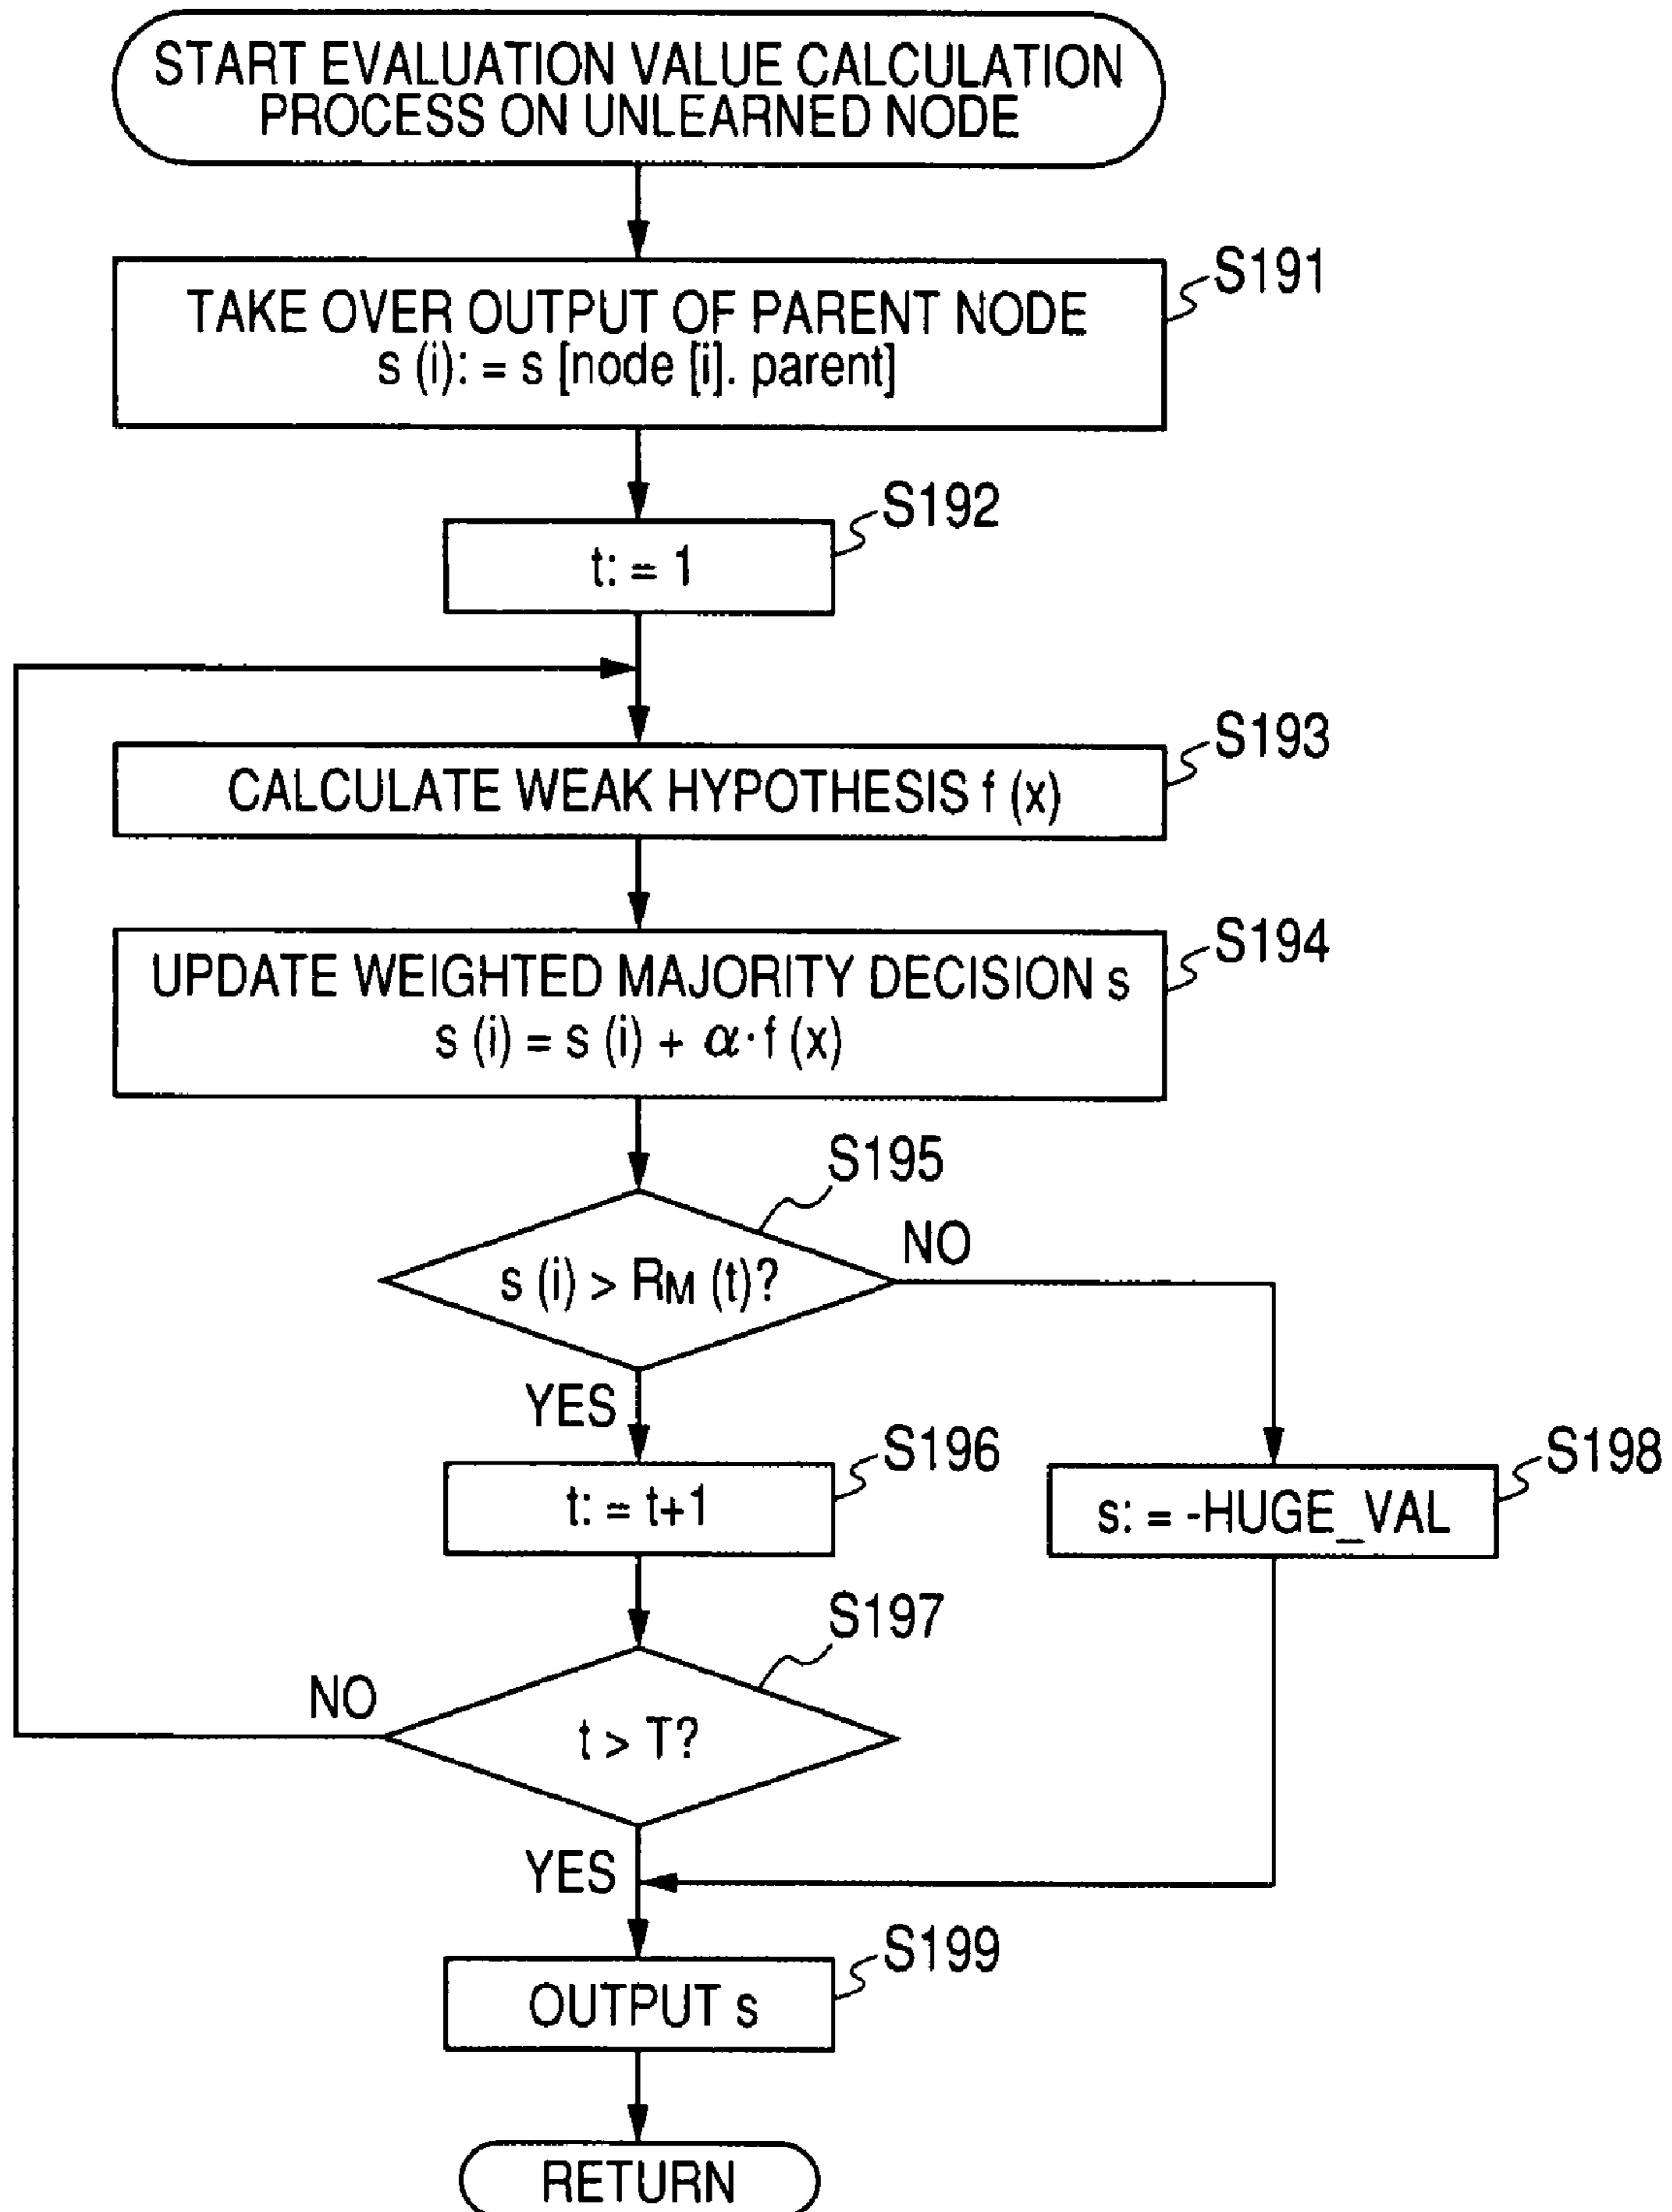 START EVALUATION VALUE CALCULATION
PROCESS ON UNLEARNED NODE
S191
TAKE OVER OUTPUT OF PARENT NODE
s (i): = s [node [i]. parent]
S192
t: = 1
S193
CALCULATE WEAK HYPOTHESIS f (x)
S194
UPDATE WEIGHTED MAJORITY DECISION s
s (i) = s (i) + α·f (x)
S195
s (i) > RM (t)?
NO
YES
S196
t: = t+1
S198
s: = -HUGE_VAL
S197
NO
t > T?
YES
S199
OUTPUT s
RETURN